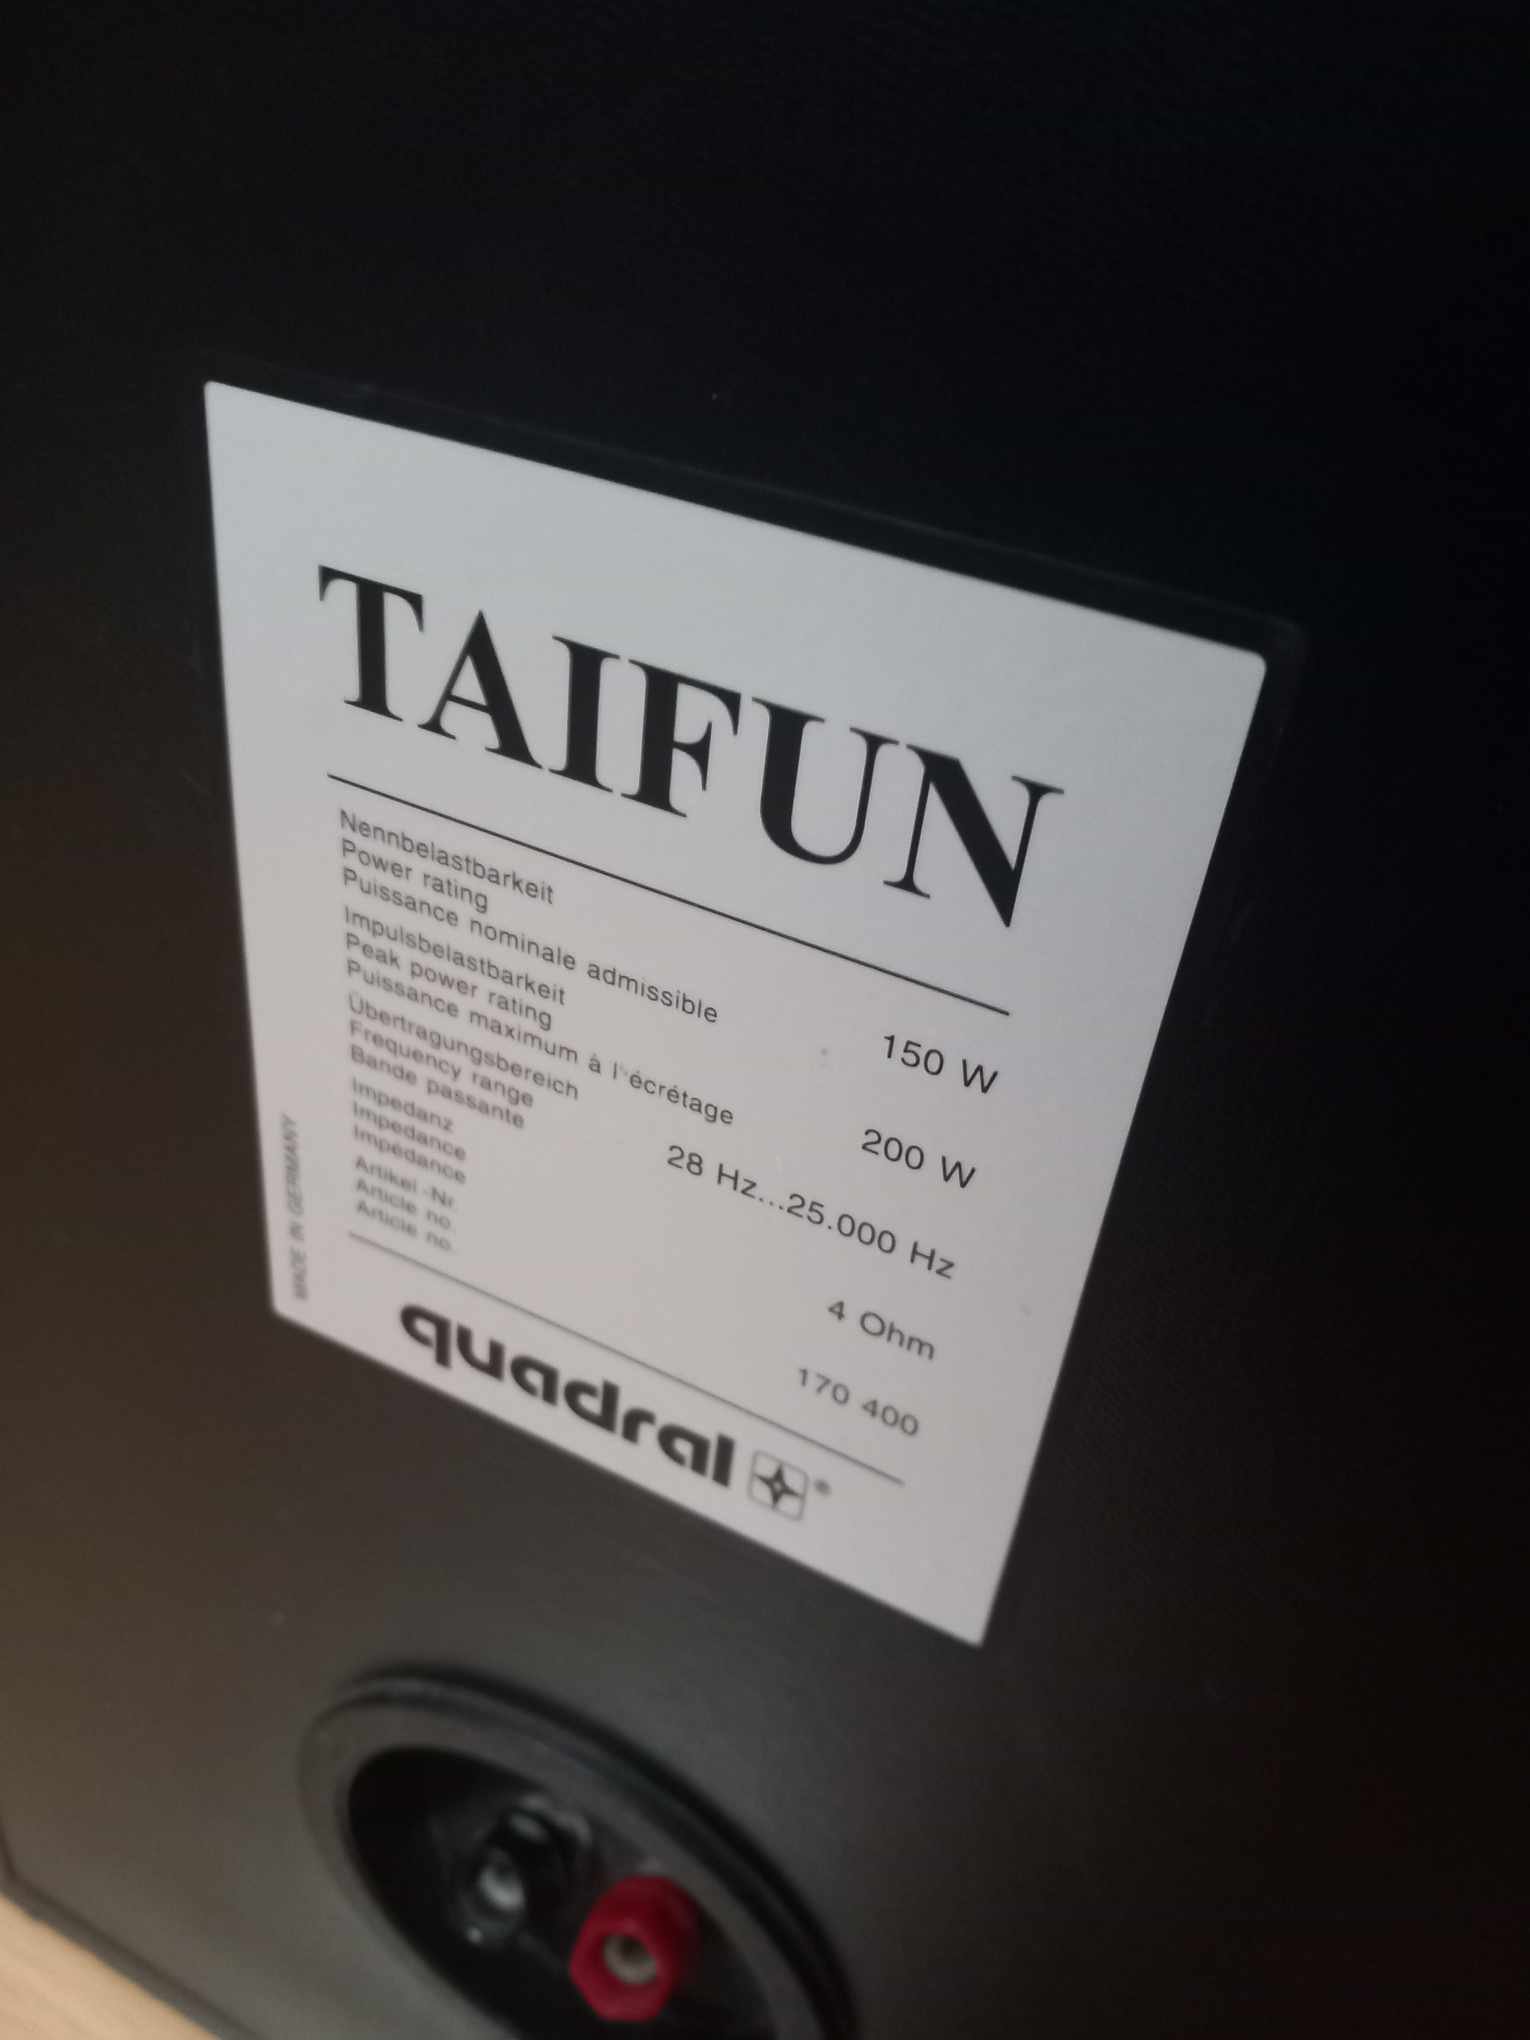 TAIFUN
Nennbelastbarkeit
Power rating
Puissance nominale admissible 150 W
Impulsbelastbarkeit
Peak power rating
Puissance maximum à l'écrétage 200 W
Übertragungsbereich
Frequency range
Bande passante 28 Hz...25.000 Hz
Impedanz
Impedance
Impédance 4 Ohm
Artikel-Nr.
Article no.
Article no. 170 400
quadral ®
MADE IN GERMANY